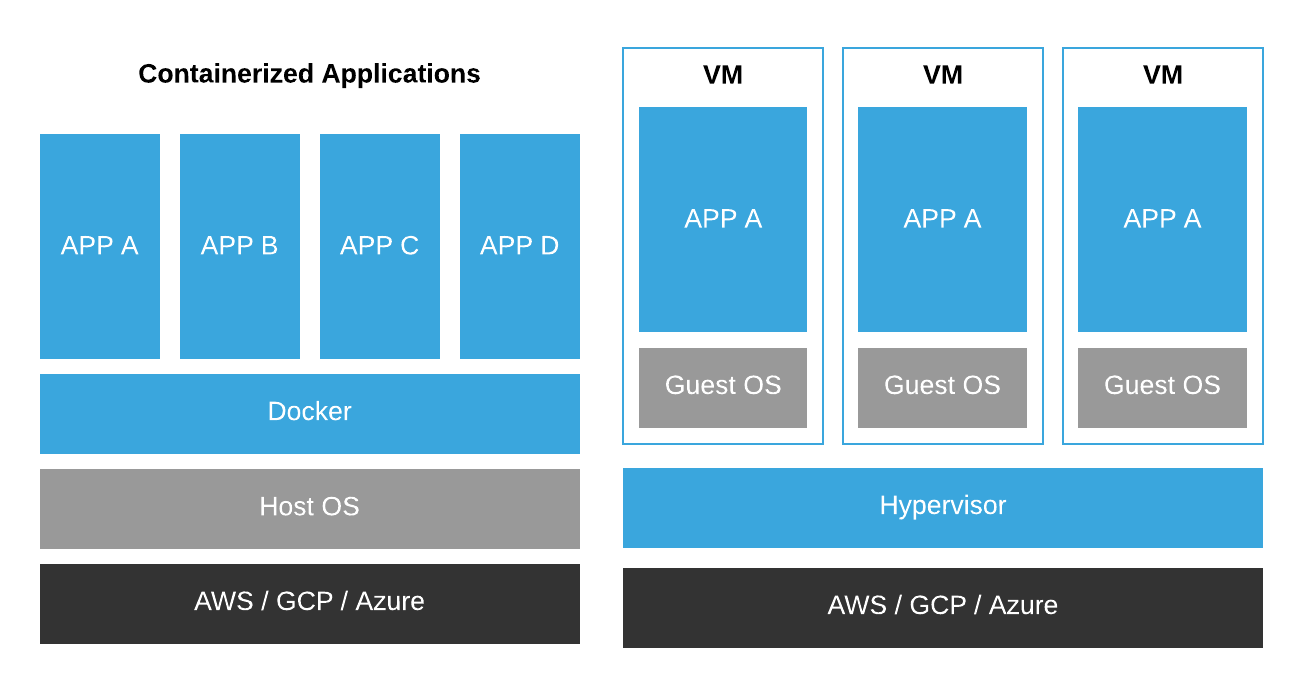 Containerized Applications
APP A
APP B
APP C
APP D
Docker
Host OS
AWS / GCP / Azure
VM
APP A
Guest OS
VM
APP A
Guest OS
VM
APP A
Guest OS
Hypervisor
AWS / GCP / Azure